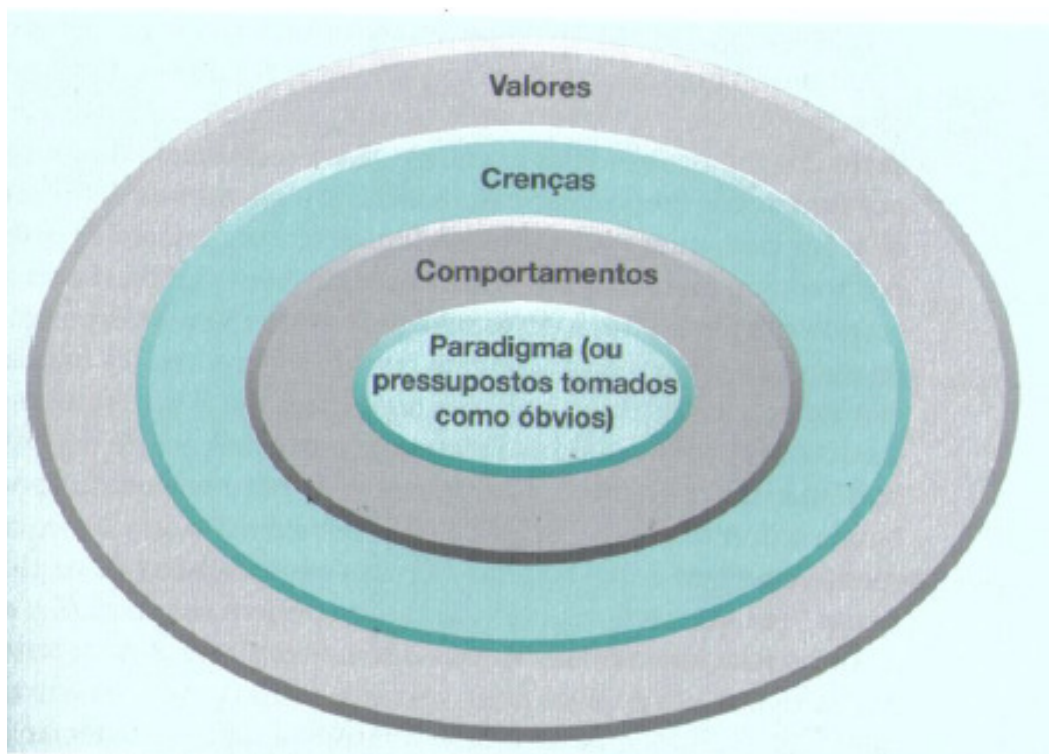 Valores
Crenças
Comportamentos
Paradigma (ou
pressupostos tomados
como óbvios)